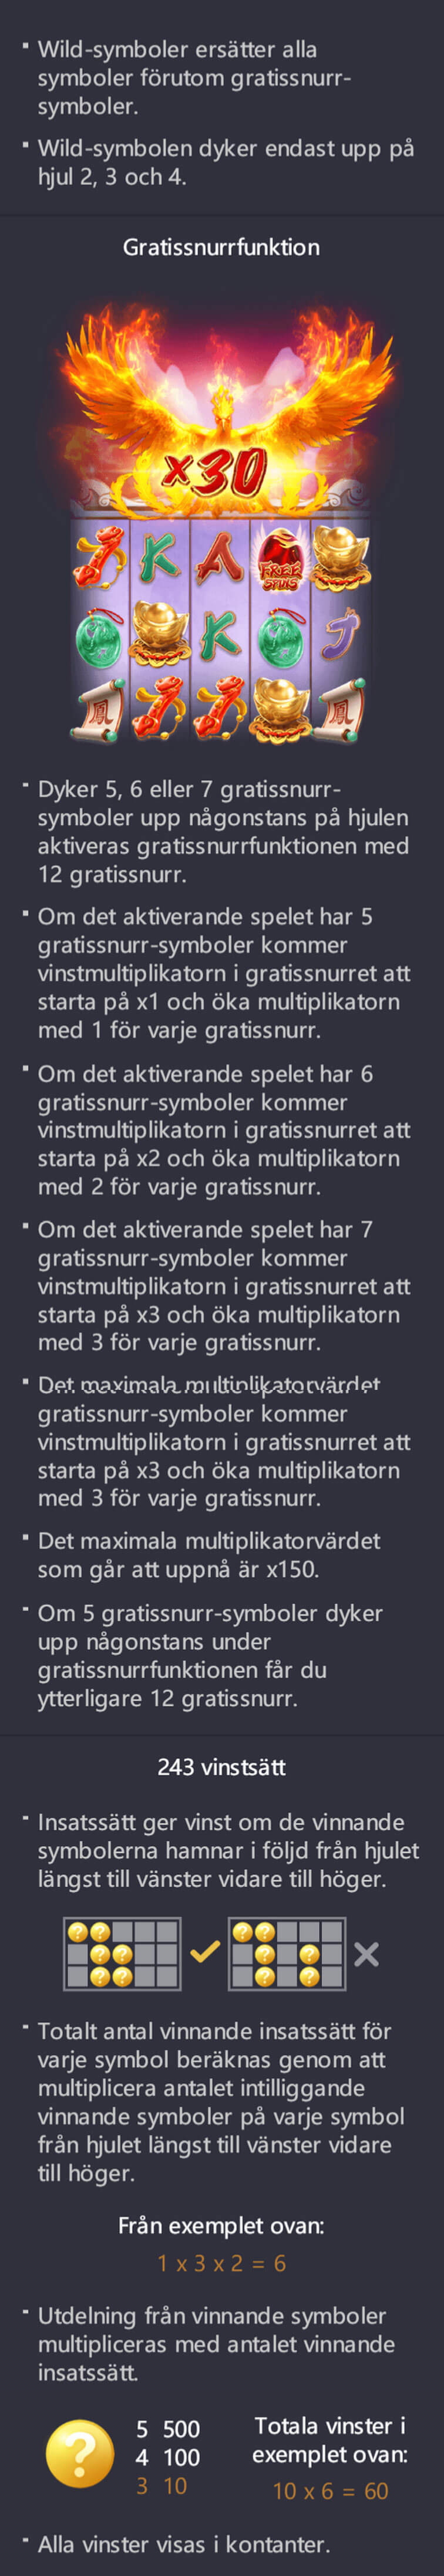 Wild-symboler ersätter alla
symboler förutom gratissnurr-
symboler.
Wild-symbolen dyker endast upp på
hjul 2, 3 och 4.
Gratissnurrfunktion
x30
K A FREE SPINS
K J
鳳 鳳
Dyker 5, 6 eller 7 gratissnurr-
symboler upp någonstans på hjulen
aktiveras gratissnurrfunktionen med
12 gratissnurr.
Om det aktiverande spelet har 5
gratissnurr-symboler kommer
vinstmultiplikatorn i gratissnurret att
starta på x1 och öka multiplikatorn
med 1 för varje gratissnurr.
Om det aktiverande spelet har 6
gratissnurr-symboler kommer
vinstmultiplikatorn i gratissnurret att
starta på x2 och öka multiplikatorn
med 2 för varje gratissnurr.
Om det aktiverande spelet har 7
gratissnurr-symboler kommer
vinstmultiplikatorn i gratissnurret att
starta på x3 och öka multiplikatorn
med 3 för varje gratissnurr.
Det maximala multiplikatorvärdet
gratissnurr-symboler kommer
vinstmultiplikatorn i gratissnurret att
starta på x3 och öka multiplikatorn
med 3 för varje gratissnurr.
Det maximala multiplikatorvärdet
som går att uppnå är x150.
Om 5 gratissnurr-symboler dyker
upp någonstans under
gratissnurrfunktionen får du
ytterligare 12 gratissnurr.
243 vinstsätt
Insatssätt ger vinst om de vinnande
symbolerna hamnar i följd från hjulet
längst till vänster vidare till höger.
Totalt antal vinnande insatssätt för
varje symbol beräknas genom att
multiplicera antalet intilliggande
vinnande symboler på varje symbol
från hjulet längst till vänster vidare
till höger.
Från exemplet ovan:
1 x 3 x 2 = 6
Utdelning från vinnande symboler
multipliceras med antalet vinnande
insatssätt.
?
5 500
4 100
3 10
Totala vinster i
exemplet ovan:
10 x 6 = 60
Alla vinster visas i kontanter.